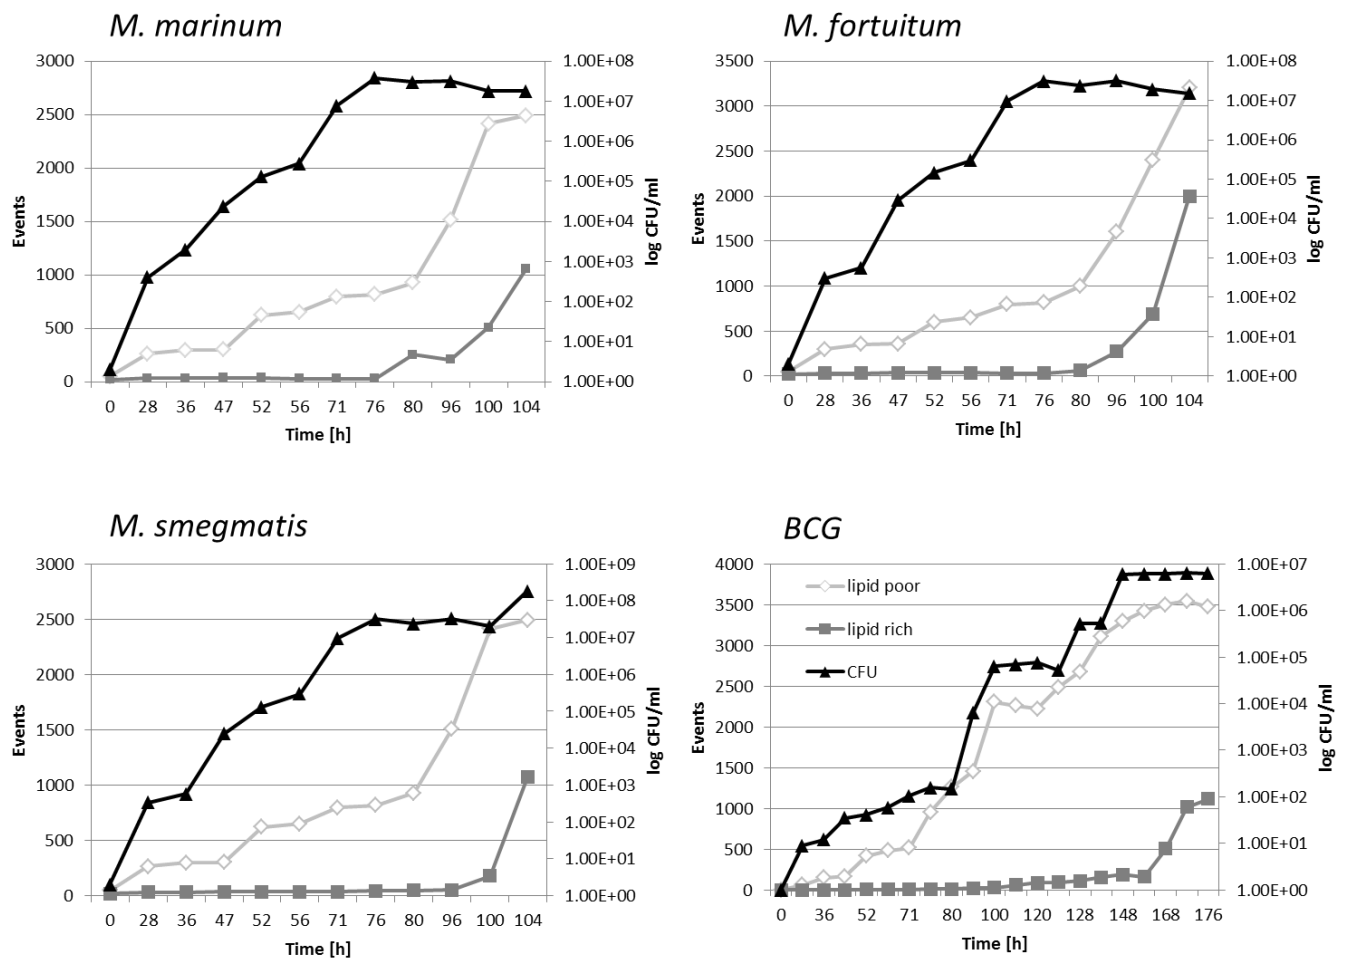 M. marinum
3000
2500
2000
1500
1000
500
0
Events
1.00E+08
1.00E+07
1.00E+06
1.00E+05
1.00E+04
1.00E+03
1.00E+02
1.00E+01
1.00E+00
log CFU/ml
0 28 36 47 52 56 71 76 80 96 100 104
Time [h]
M. fortuitum
3500
3000
2500
2000
1500
1000
500
0
Events
1.00E+08
1.00E+07
1.00E+06
1.00E+05
1.00E+04
1.00E+03
1.00E+02
1.00E+01
1.00E+00
log CFU/ml
0 28 36 47 52 56 71 76 80 96 100 104
Time [h]
M. smegmatis
3000
2500
2000
1500
1000
500
0
Events
1.00E+09
1.00E+08
1.00E+07
1.00E+06
1.00E+05
1.00E+04
1.00E+03
1.00E+02
1.00E+01
1.00E+00
log CFU/ml
0 28 36 47 52 56 71 76 80 96 100 104
Time [h]
BCG
4000
3500
3000
2500
2000
1500
1000
500
0
Events
lipid poor
lipid rich
CFU
1.00E+07
1.00E+06
1.00E+05
1.00E+04
1.00E+03
1.00E+02
1.00E+01
1.00E+00
log CFU/ml
0 36 52 71 80 100 120 128 148 168 176
Time [h]